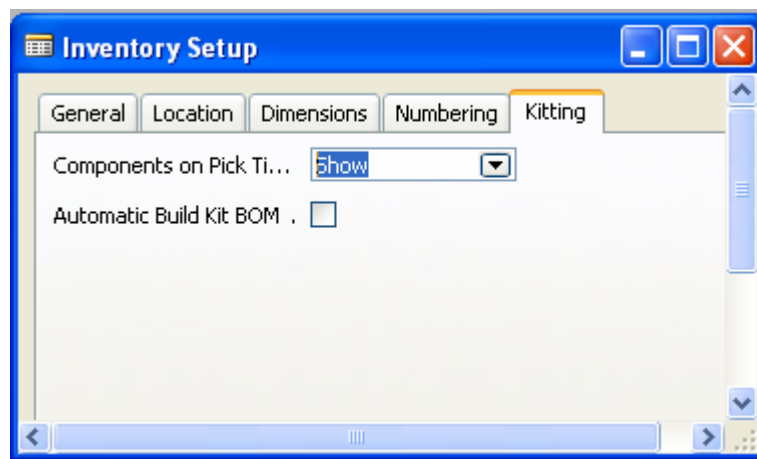 Inventory Setup
General Location Dimensions Numbering Kitting
Components on Pick Ti... Show
Automatic Build Kit BOM .